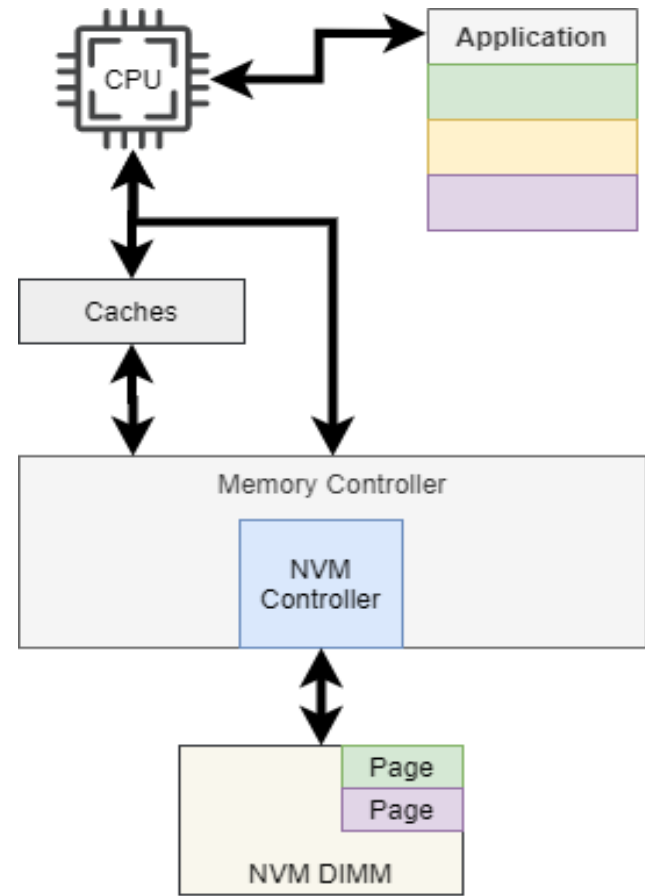 CPU
Application
Caches
Memory Controller
NVM
Controller
Page
Page
NVM DIMM